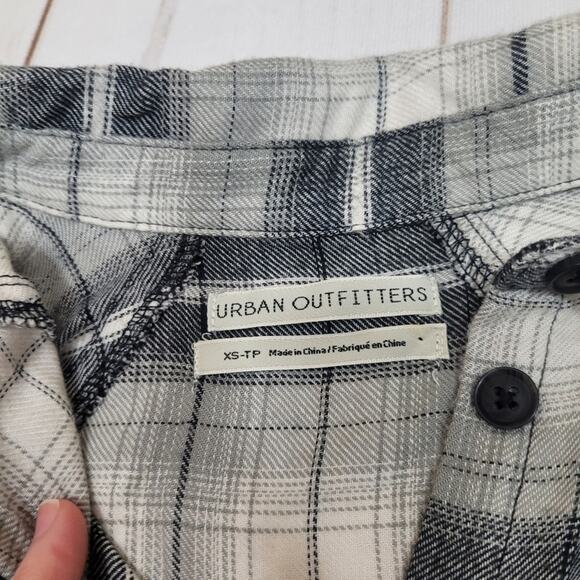 URBAN OUTFITTERS
XS-TP Made in China / Fabriqué en Chine